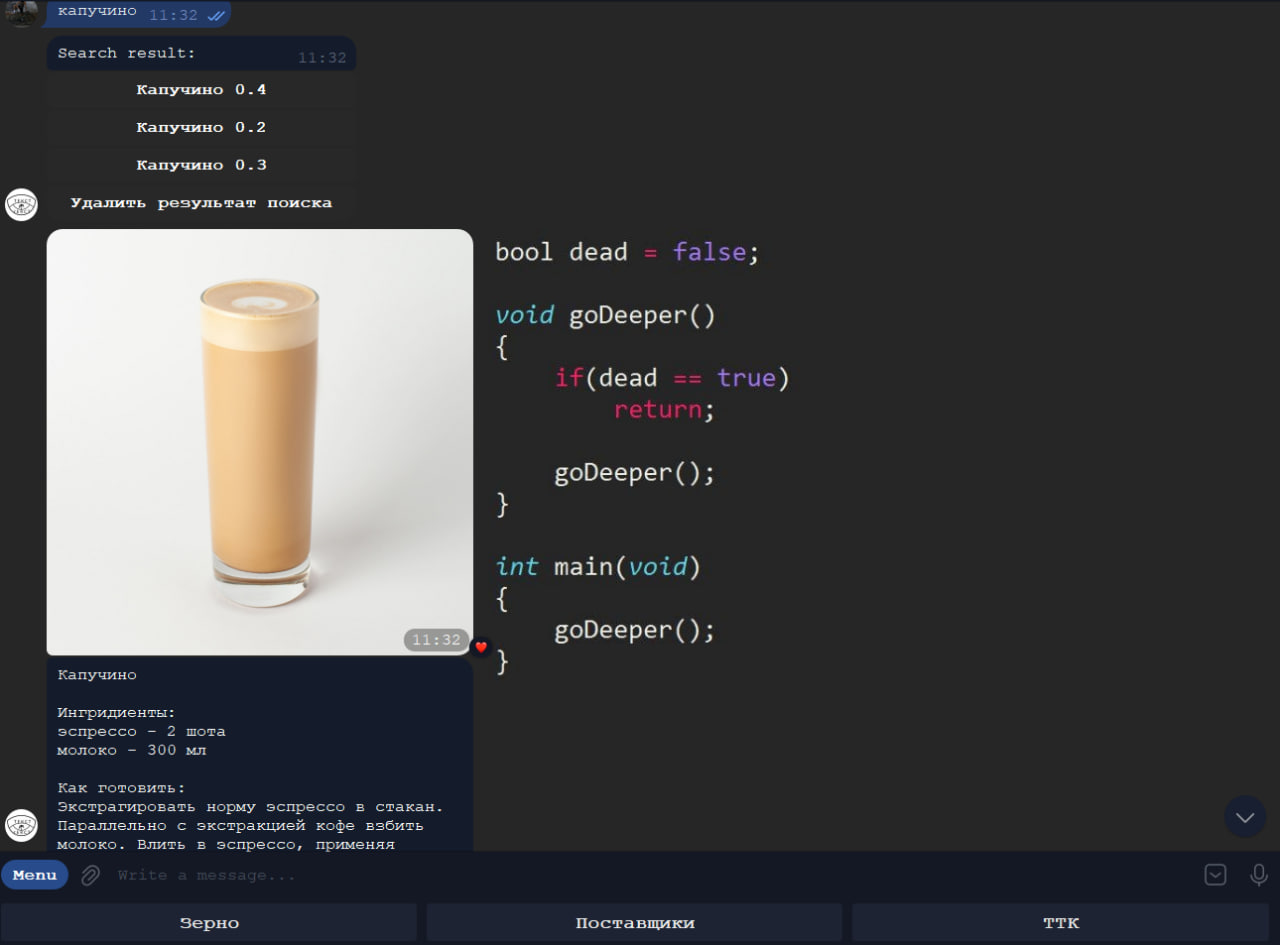 капучино 11:32
Search result: 11:32
Капучино 0.4
Капучино 0.2
Капучино 0.3
Удалить результат поиска
11:32
bool dead = false;
void goDeeper()
{
if(dead == true)
return;
goDeeper();
}
int main(void)
{
goDeeper();
}
Капучино
Ингридиенты:
эспрессо - 2 шота
молоко - 300 мл
Как готовить:
Экстрагировать норму эспрессо в стакан.
Параллельно с экстракцией кофе взбить
молоко. Влить в эспрессо, применяя
Menu Write a message...
Зерно Поставщики ТТК